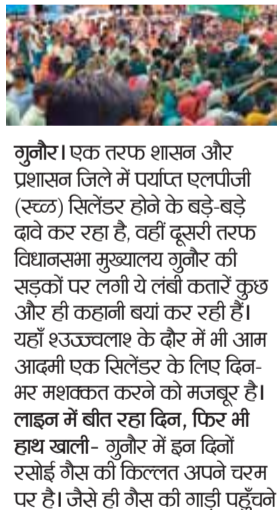 गुनौर। एक तरफ शासन और
प्रशासन जिले में पर्याप्त एलपीजी
(रुळळ) सिलेंडर होने के बड़े-बड़े
दावे कर रहा है, वहीं दूसरी तरफ
विधानसभा मुख्यालय गुनौर की
सड़कों पर लगी ये लंबी कतारें कुछ
और ही कहानी बयां कर रही हैं।
यहाँ श्उज्ज्वलाश् के दौर में भी आम
आदमी एक सिलेंडर के लिए दिन-
भर मशक्कत करने को मजबूर है।
लाइन में बीत रहा दिन, फिर भी
हाथ खाली- गुनौर में इन दिनों
रसोई गैस की किल्लत अपने चरम
पर है। जैसे ही गैस की गाड़ी पहुँचने